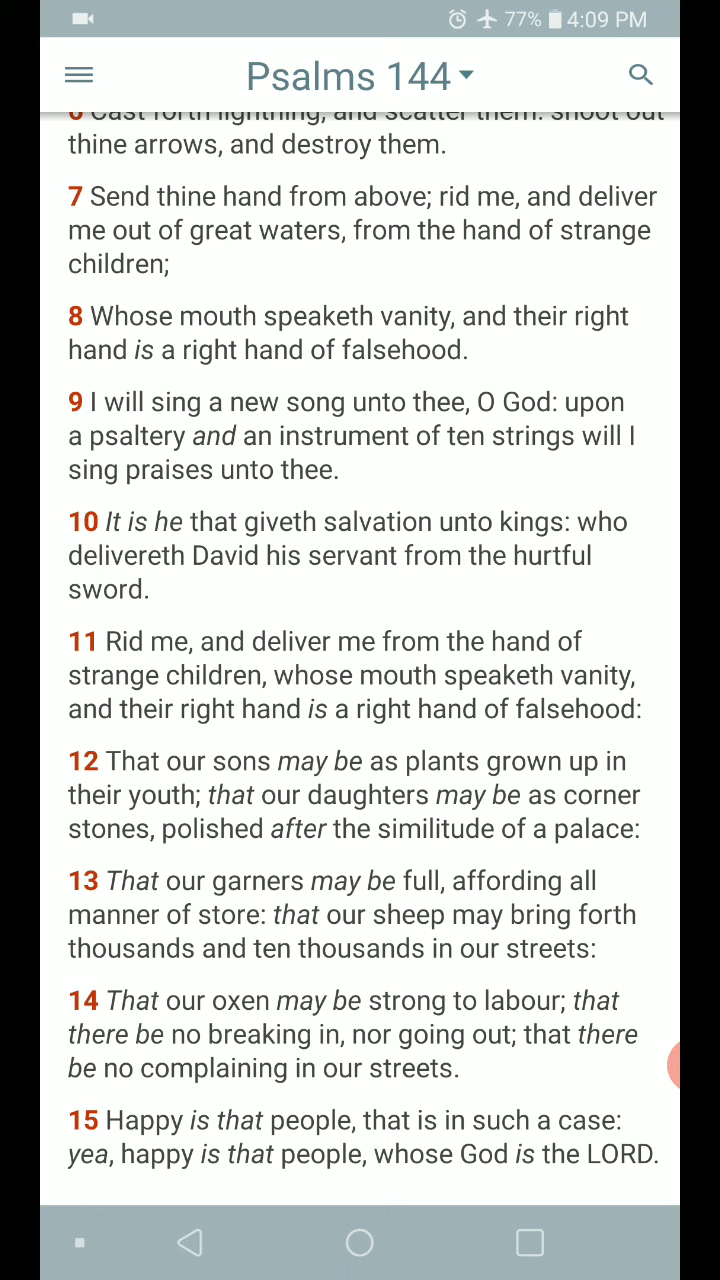 77% 4:09 PM
Psalms 144
6 Cast forth lightning, and scatter them: shoot out
thine arrows, and destroy them.
7 Send thine hand from above; rid me, and deliver
me out of great waters, from the hand of strange
children;
8 Whose mouth speaketh vanity, and their right
hand is a right hand of falsehood.
9 I will sing a new song unto thee, O God: upon
a psaltery and an instrument of ten strings will I
sing praises unto thee.
10 It is he that giveth salvation unto kings: who
delivereth David his servant from the hurtful
sword.
11 Rid me, and deliver me from the hand of
strange children, whose mouth speaketh vanity,
and their right hand is a right hand of falsehood:
12 That our sons may be as plants grown up in
their youth; that our daughters may be as corner
stones, polished after the similitude of a palace:
13 That our garners may be full, affording all
manner of store: that our sheep may bring forth
thousands and ten thousands in our streets:
14 That our oxen may be strong to labour; that
there be no breaking in, nor going out; that there
be no complaining in our streets.
15 Happy is that people, that is in such a case:
yea, happy is that people, whose God is the LORD.